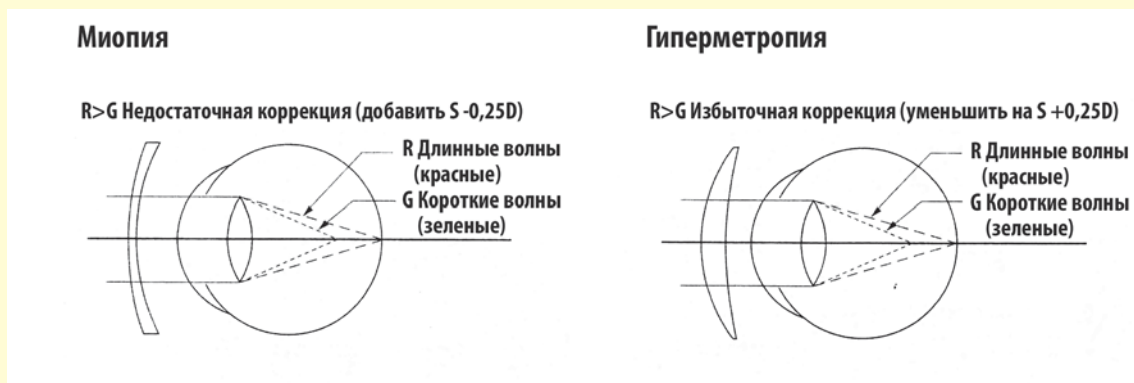 Миопия
R>G Недостаточная коррекция (добавить S -0,25D)
R Длинные волны
(красные)
G Короткие волны
(зеленые)
Гиперметропия
R>G Избыточная коррекция (уменьшить на S +0,25D)
R Длинные волны
(красные)
G Короткие волны
(зеленые)